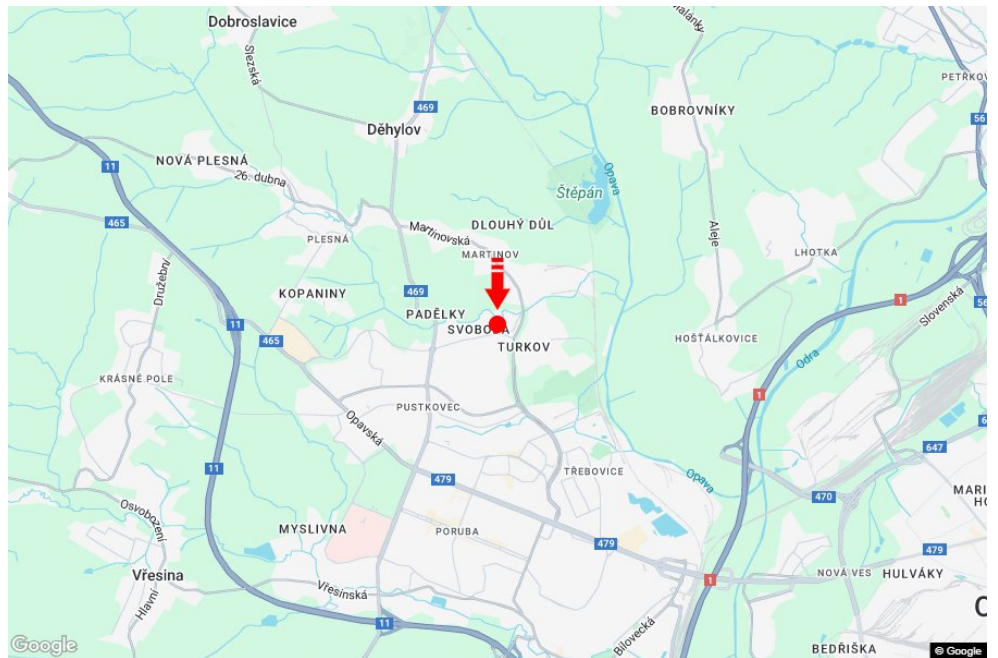 Dobroslavice
Slezská
469
Děhylov
BOBROVNÍKY
PETŘKOV
56
11
NOVÁ PLESNÁ
26. dubna
Štěpán
Opava
465
PLESNÁ
Martinovská
DLOUHÝ DŮL
MARTINOV
Aleje
LHOTKA
Družební
KOPANINY
469
PADĚLKY
SVOBODA
TURKOV
1
Slovenská
56
11
465
HOŠŤÁLKOVICE
Odra
KRÁSNÉ POLE
PUSTKOVEC
1
Opavská
11
479
TŘEBOVICE
Opava
647
470
MARI
HO
Osvobození
MYSLIVNA
PORUBA
479
479
NOVÁ VES
HULVÁKY
Vřesina
Hlavní
Vřesinská
1
11
Bílovecká
BEDŘIŠKA
Google
© Google